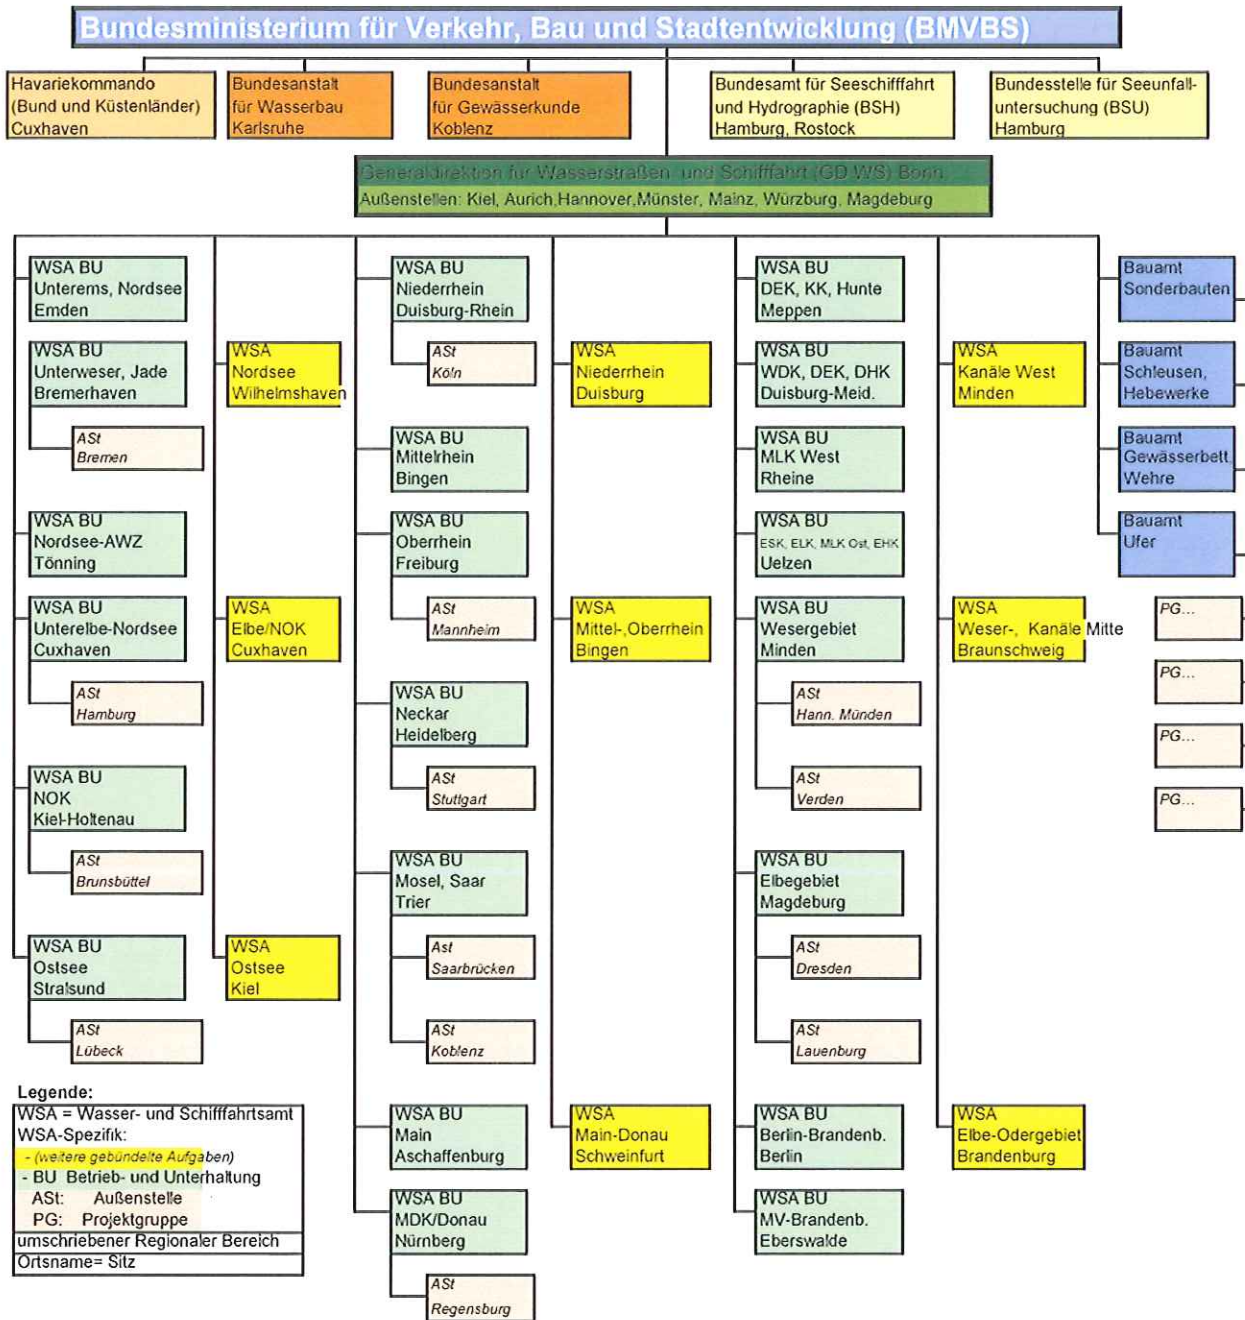 Bundesministerium für Verkehr, Bau und Stadtentwicklung (BMVBS)
Havariekommando
(Bund und Küstenländer)
Cuxhaven
Bundesanstalt
für Wasserbau
Karlsruhe
Bundesanstalt
für Gewässerkunde
Koblenz
Bundesamt für Seeschifffahrt
und Hydrographie (BSH)
Hamburg, Rostock
Bundesstelle für Seeunfall-
untersuchung (BSU)
Hamburg
Generaldirektion für Wasserstraßen- und Schifffahrt (GD WS) Bonn
Außenstellen: Kiel, Aurich,Hannover,Münster, Mainz, Würzburg, Magdeburg
WSA BU
Unterems, Nordsee
Emden
WSA BU
Unterweser, Jade
Bremerhaven
ASt
Bremen
WSA BU
Nordsee-AWZ
Tönning
WSA BU
Unterelbe-Nordsee
Cuxhaven
ASt
Hamburg
WSA BU
NOK
Kiel-Holtenau
ASt
Brunsbüttel
WSA BU
Ostsee
Stralsund
ASt
Lübeck
WSA
Nordsee
Wilhelmshaven
WSA
Elbe/NOK
Cuxhaven
WSA
Ostsee
Kiel
WSA BU
Niederrhein
Duisburg-Rhein
ASt
Köln
WSA BU
Mittelrhein
Bingen
WSA BU
Oberrhein
Freiburg
ASt
Mannheim
WSA BU
Neckar
Heidelberg
ASt
Stuttgart
WSA BU
Mosel, Saar
Trier
Ast
Saarbrücken
ASt
Koblenz
WSA BU
Main
Aschaffenburg
WSA BU
MDK/Donau
Nürnberg
ASt
Regensburg
WSA
Niederrhein
Duisburg
WSA
Mittel-,Oberrhein
Bingen
WSA
Main-Donau
Schweinfurt
WSA BU
DEK, KK, Hunte
Meppen
WSA BU
WDK, DEK, DHK
Duisburg-Meid.
WSA BU
MLK West
Rheine
WSA BU
ESK, ELK, MLK Ost, EHK
Uelzen
WSA BU
Wesergebiet
Minden
ASt
Hann. Münden
ASt
Verden
WSA BU
Elbegebiet
Magdeburg
ASt
Dresden
ASt
Lauenburg
WSA BU
Berlin-Brandenb.
Berlin
WSA BU
MV-Brandenb.
Eberswalde
WSA
Kanäle West
Minden
WSA
Weser-, Kanäle Mitte
Braunschweig
WSA
Elbe-Odergebiet
Brandenburg
Bauamt
Sonderbauten
Bauamt
Schleusen,
Hebewerke
Bauamt
Gewässerbett,
Wehre
Bauamt
Ufer
PG...
PG...
PG...
PG...
Legende:
WSA = Wasser- und Schifffahrtsamt
WSA-Spezifik:
- (weitere gebündelte Aufgaben)
- BU Betrieb- und Unterhaltung
ASt: Außenstelle
PG: Projektgruppe
umschriebener Regionaler Bereich
Ortsname= Sitz